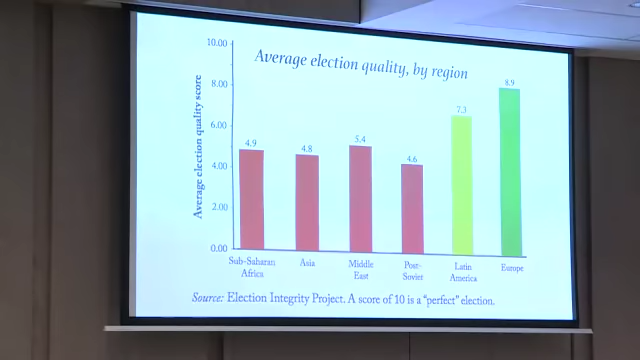 Average election quality, by region
Average election quality score
10.00
8.00
6.00
4.00
2.00
0.00
4.9
4.8
5.4
4.6
7.3
8.9
Sub-Saharan
Africa
Asia
Middle
East
Post-
Soviet
Latin
America
Europe
Source: Election Integrity Project. A score of 10 is a "perfect" election.